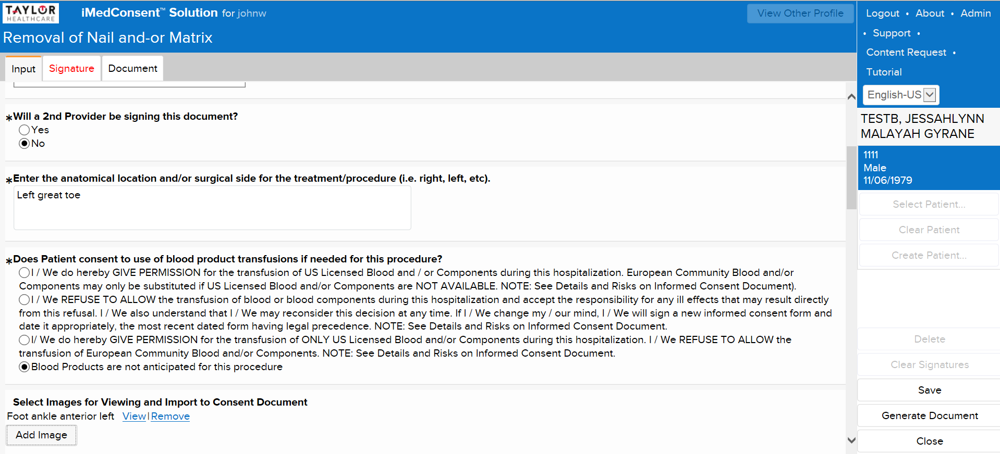 TAYLOR
HEALTHCARE
iMedConsent™ Solution for johnw
View Other Profile
Removal of Nail and-or Matrix
Logout • About • Admin
• Support •
Content Request •
Tutorial
English-US
Input
Signature
Document
*Will a 2nd Provider be signing this document?
Yes
No
*Enter the anatomical location and/or surgical side for the treatment/procedure (i.e. right, left, etc).
Left great toe
*Does Patient consent to use of blood product transfusions if needed for this procedure?
I / We do hereby GIVE PERMISSION for the transfusion of US Licensed Blood and / or Components during this hospitalization. European Community Blood and/or
Components may only be substituted if US Licensed Blood and/or Components are NOT AVAILABLE. NOTE: See Details and Risks on Informed Consent Document).
I / We REFUSE TO ALLOW the transfusion of blood or blood components during this hospitalization and accept the responsibility for any ill effects that may result directly
from this refusal. I / We also understand that I / We may reconsider this decision at any time. If I / We change my / our mind, I / We will sign a new informed consent form and
date it appropriately, the most recent dated form having legal precedence. NOTE: See Details and Risks on Informed Consent Document.
I/ We do hereby GIVE PERMISSION for the transfusion of ONLY US Licensed Blood and/or Components during this hospitalization. I / We REFUSE TO ALLOW the
transfusion of European Community Blood and/or Components. NOTE: See Details and Risks on Informed Consent Document.
Blood Products are not anticipated for this procedure
Select Images for Viewing and Import to Consent Document
Foot ankle anterior left View|Remove
Add Image
TESTB, JESSAHLYNN
MALAYAH GYRANE
1111
Male
11/06/1979
Select Patient...
Clear Patient
Create Patient...
Delete
Clear Signatures
Save
Generate Document
Close